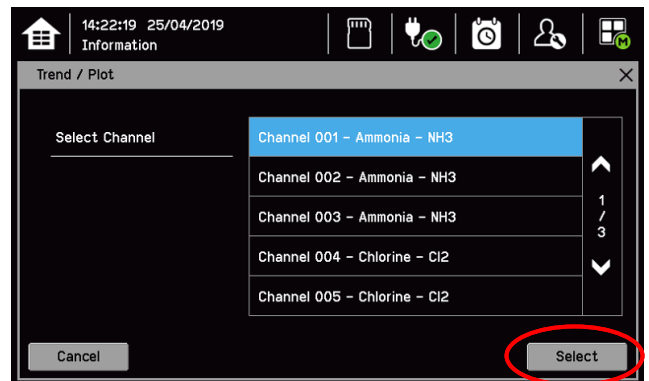 14:22:19 25/04/2019
Information
M
Trend / Plot
Select Channel
Channel 001 - Ammonia - NH3
Channel 002 - Ammonia - NH3
Channel 003 - Ammonia - NH3
Channel 004 - Chlorine - Cl2
Channel 005 - Chlorine - Cl2
1
/
3
Cancel
Select